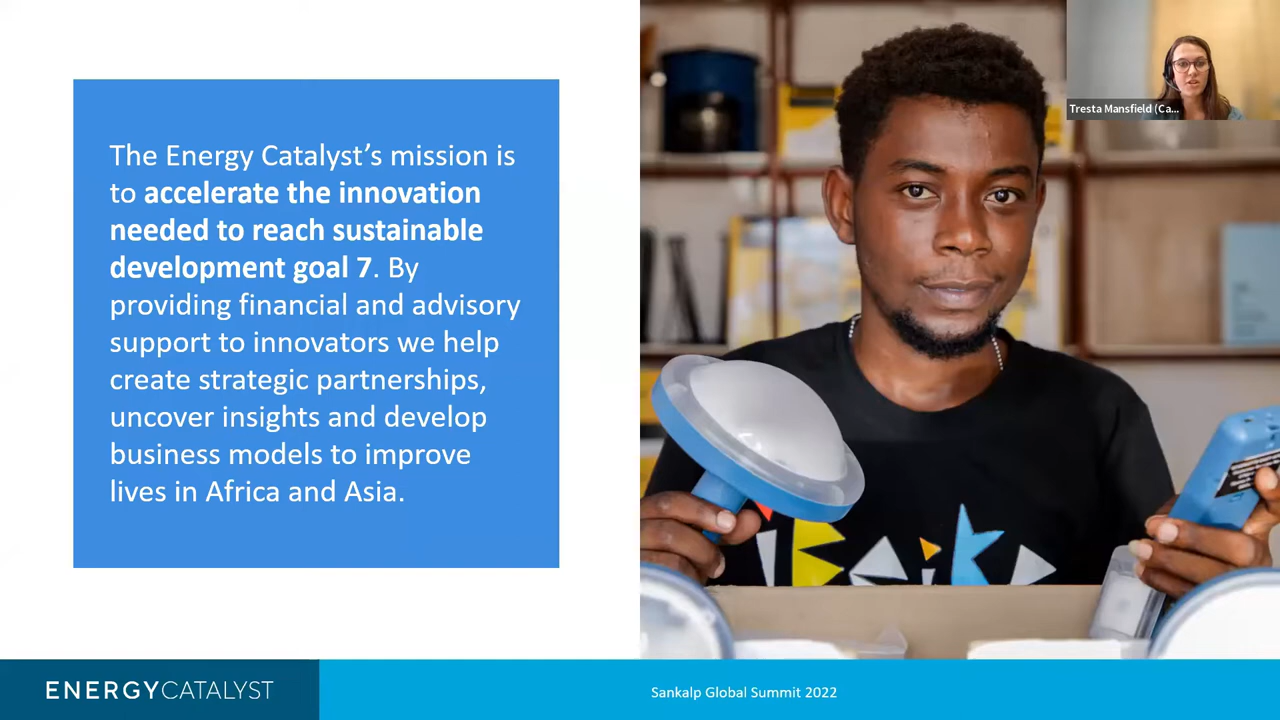 The Energy Catalyst’s mission is
to accelerate the innovation
needed to reach sustainable
development goal 7. By
providing financial and advisory
support to innovators we help
create strategic partnerships,
uncover insights and develop
business models to improve
lives in Africa and Asia.
Tresta Mansfield (Ca...
ENERGYCATALYST
Sankalp Global Summit 2022